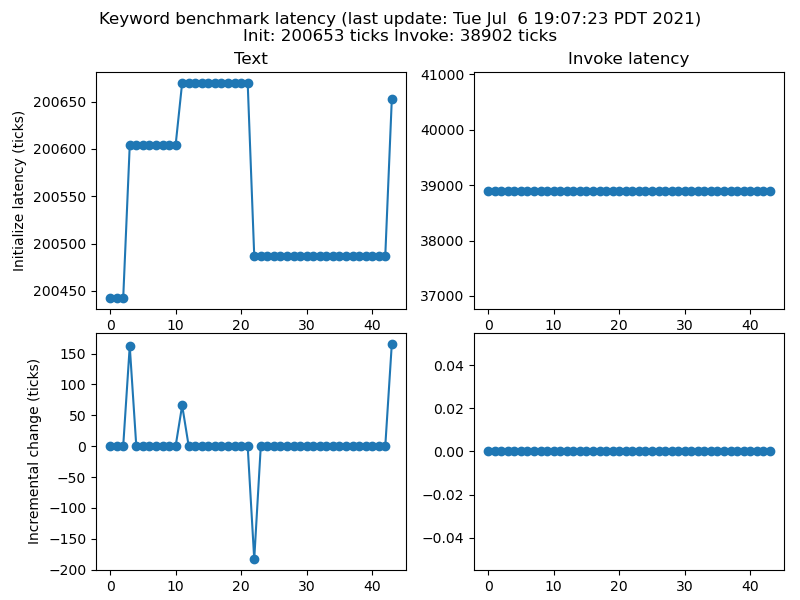 Keyword benchmark latency (last update: Tue Jul  6 19:07:23 PDT 2021)
Init: 200653 ticks Invoke: 38902 ticks
Text
Invoke latency
Initialize latency (ticks)
200650
200600
200550
200500
200450
0 10 20 30 40
41000
40000
39000
38000
37000
0 10 20 30 40
Incremental change (ticks)
150
100
50
0
−50
−100
−150
−200
0 10 20 30 40
0.04
0.02
0.00
−0.02
−0.04
0 10 20 30 40